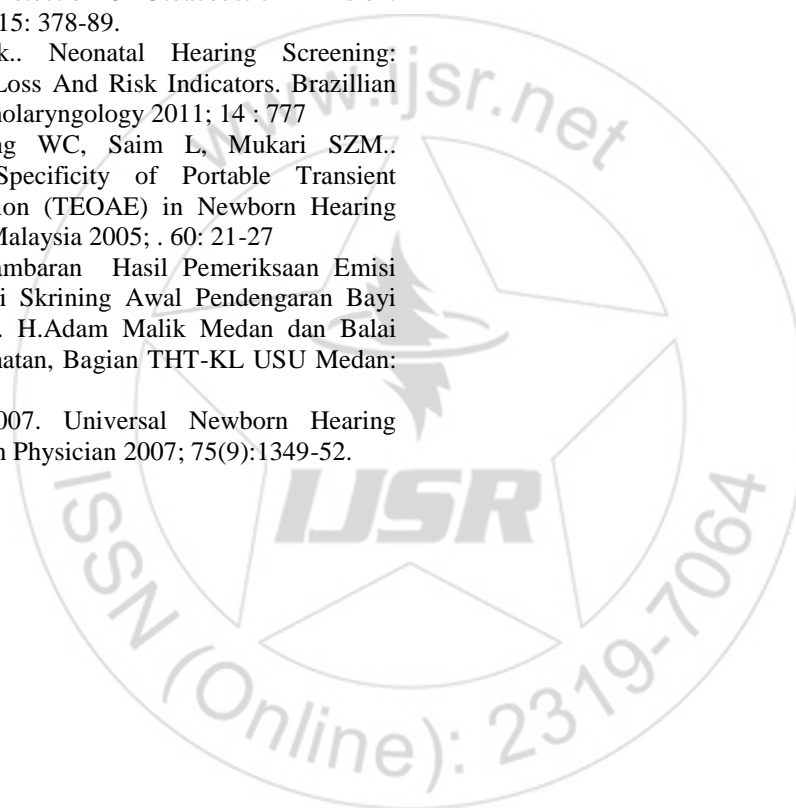 15: 378-89.
k.. Neonatal Hearing Screening:
Loss And Risk Indicators. Brazillian
nolaryngology 2011; 14 : 777
ng WC, Saim L, Mukari SZM..
Specificity of Portable Transient
ion (TEOAE) in Newborn Hearing
Malaysia 2005; . 60: 21-27
ambaran Hasil Pemeriksaan Emisi
i Skrining Awal Pendengaran Bayi
. H.Adam Malik Medan dan Balai
natan, Bagian THT-KL USU Medan:
007. Universal Newborn Hearing
n Physician 2007; 75(9):1349-52.
www.ijsr.net
IJSR
ISSN (Online): 2319-7064